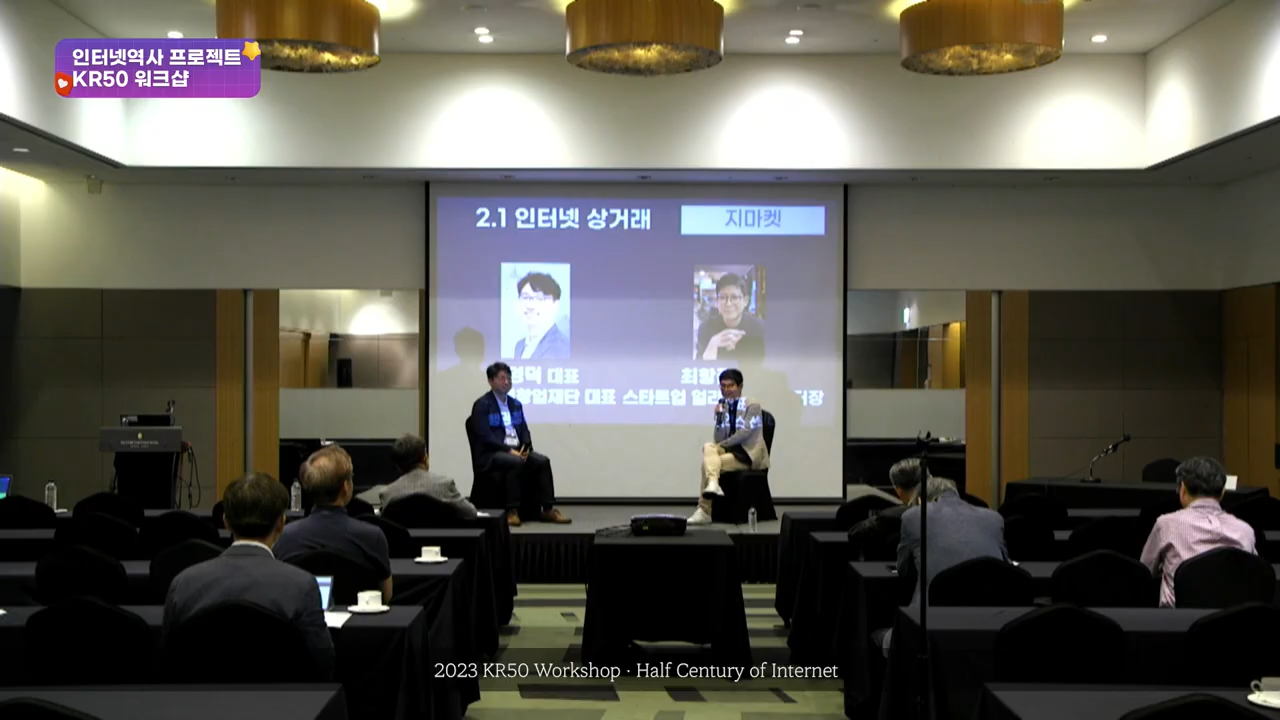 인터넷역사 프로젝트
KR50 워크샵
2.1 인터넷 상거래
지마켓
대표
대표 스타트업
2023 KR50 Workshop · Half Century of Internet